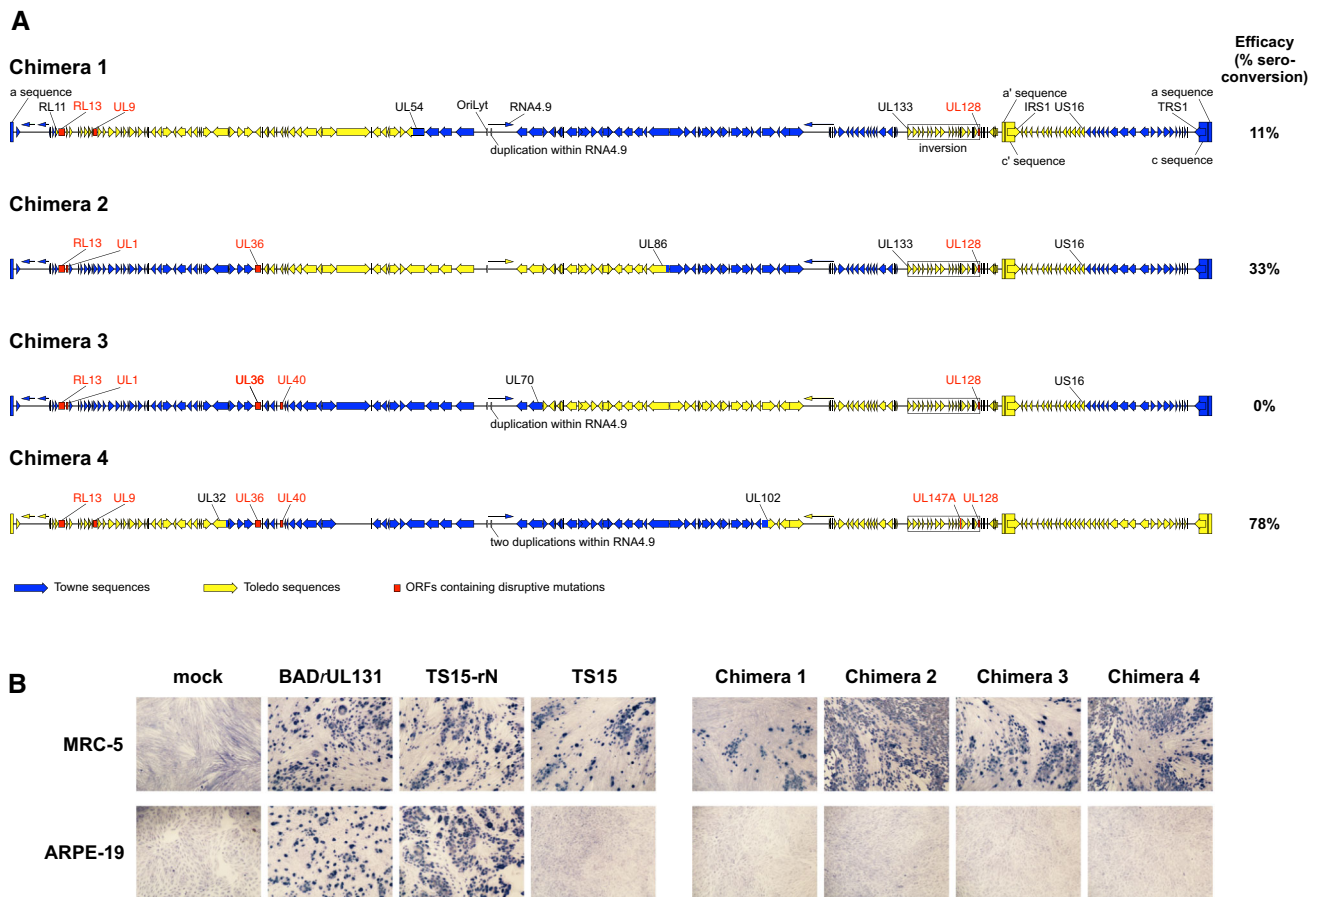 A
Efficacy
(% sero-
conversion)
Chimera 1
a sequence
RL11
RL13
UL9
UL54
OriLyt
RNA4.9
duplication within RNA4.9
UL133
UL128
inversion
a' sequence
IRS1
US16
c' sequence
a sequence
TRS1
c sequence
11%
Chimera 2
RL13
UL1
UL36
UL86
UL133
UL128
US16
33%
Chimera 3
RL13
UL1
UL36
UL40
UL70
duplication within RNA4.9
UL128
US16
0%
Chimera 4
RL13
UL9
UL32
UL36
UL40
two duplications within RNA4.9
UL102
UL147A
UL128
78%
Towne sequences
Toledo sequences
ORFs containing disruptive mutations
B
mock
BADrUL131
TS15-rN
TS15
Chimera 1
Chimera 2
Chimera 3
Chimera 4
MRC-5
ARPE-19